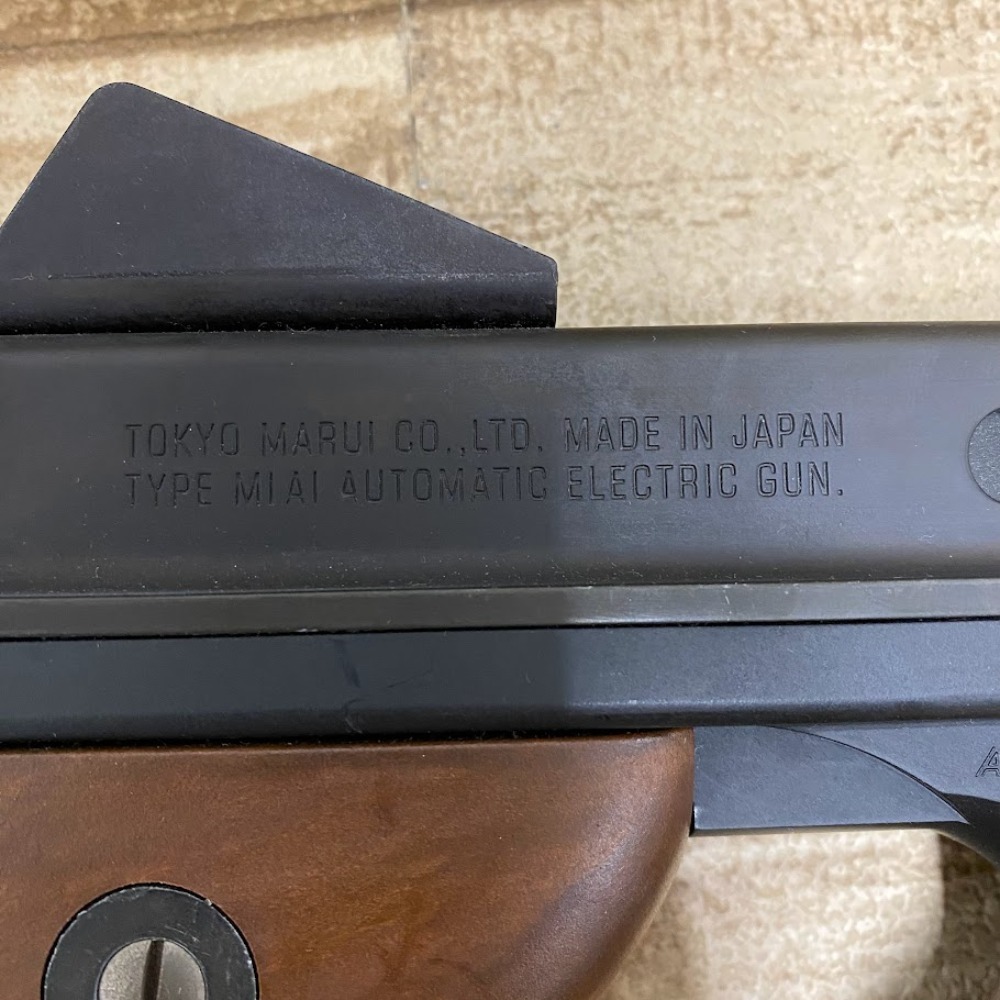 TOKYO MARUI CO.,LTD. MADE IN JAPAN
TYPE M1A1 AUTOMATIC ELECTRIC GUN.